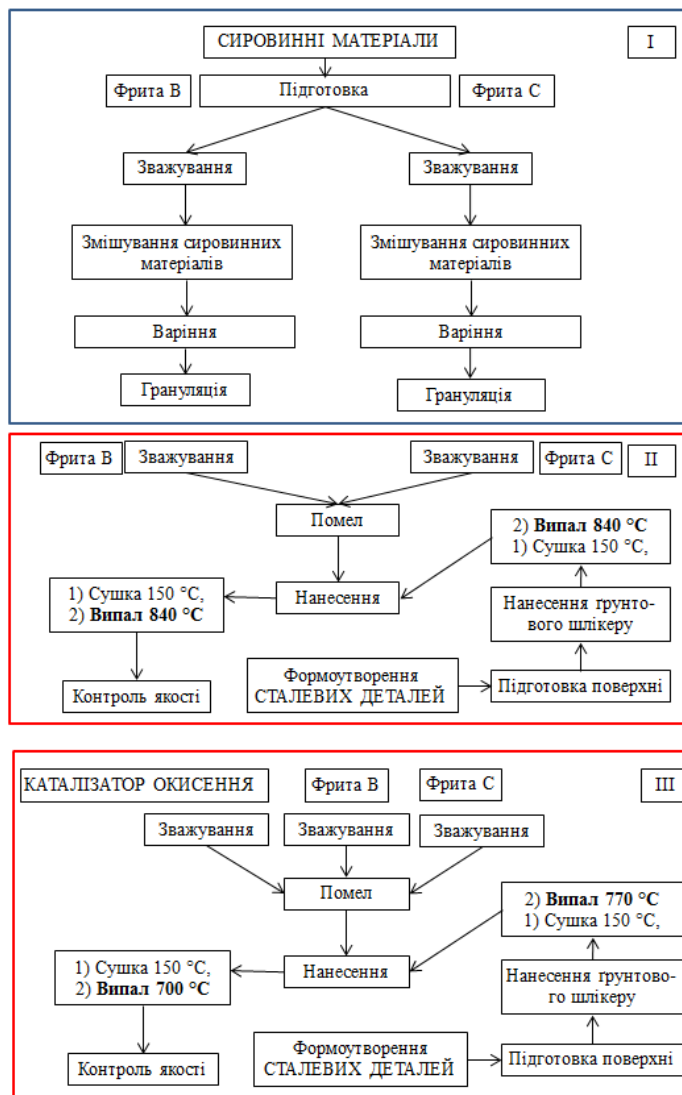 СИРОВИННІ МАТЕРІАЛИ
I
Фрита В
Підготовка
Фрита С
Зважування
Зважування
Змішування сировинних
матеріалів
Змішування сировинних
матеріалів
Варіння
Варіння
Грануляція
Грануляція
Фрита В
Зважування
Зважування
Фрита С
II
Помел
2) Випал 840 °С
1) Сушка 150 °С,
1) Сушка 150 °С,
2) Випал 840 °С
Нанесення
Нанесення ґрунто-
вого шлікеру
Контроль якості
Формоутворення
СТАЛЕВИХ ДЕТАЛЕЙ
Підготовка поверхні
КАТАЛІЗАТОР ОКИСЕННЯ
Фрита В
Фрита С
III
Зважування
Зважування
Зважування
Помел
2) Випал 770 °С
1) Сушка 150 °С,
1) Сушка 150 °С,
2) Випал 700 °С
Нанесення
Нанесення ґрунтово-
го шлікеру
Контроль якості
Формоутворення
СТАЛЕВИХ ДЕТАЛЕЙ
Підготовка поверхні